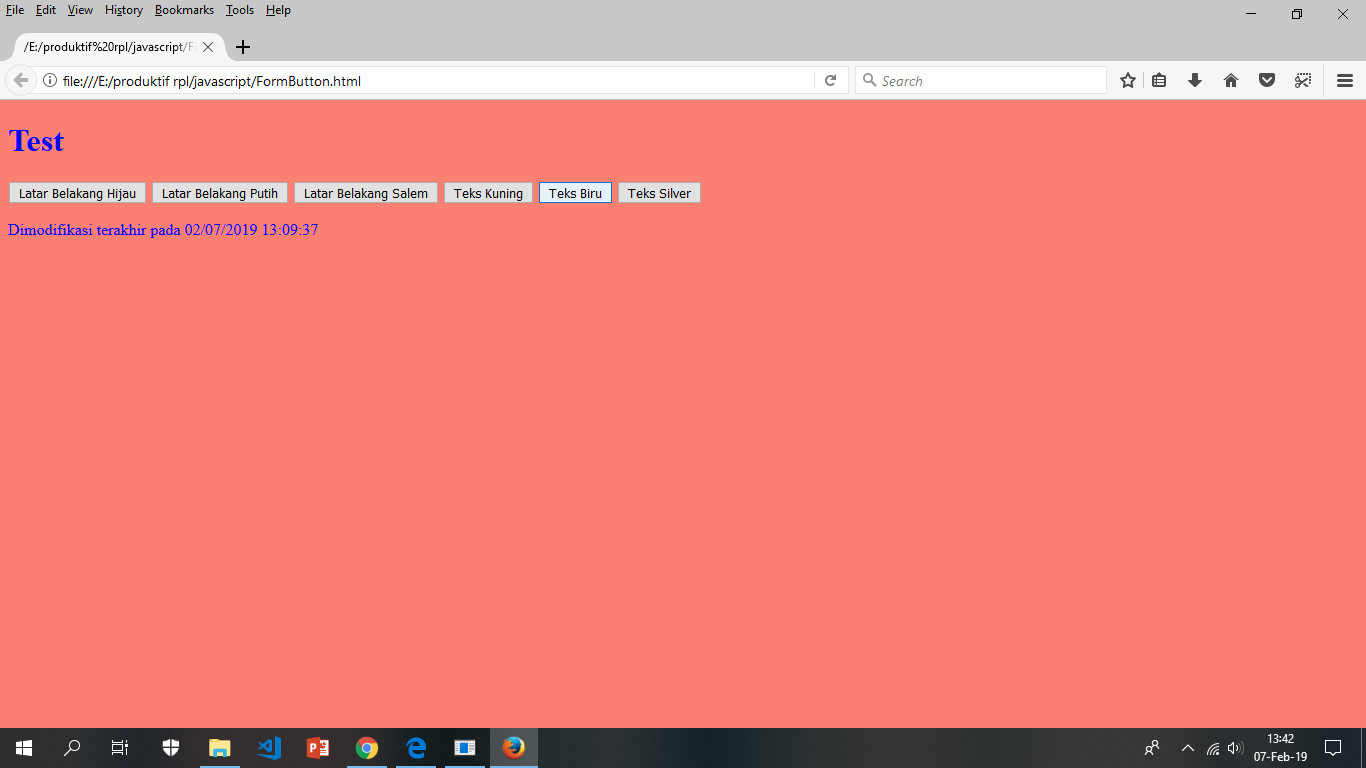 File Edit View History Bookmarks Tools Help
/E:/produktif%20rpl/javascript/F
file:///E:/produktif rpl/javascript/FormButton.html
Search
Test
Latar Belakang Hijau Latar Belakang Putih Latar Belakang Salem Teks Kuning Teks Biru Teks Silver
Dimodifikasi terakhir pada 02/07/2019 13:09:37
13:42
07-Feb-19